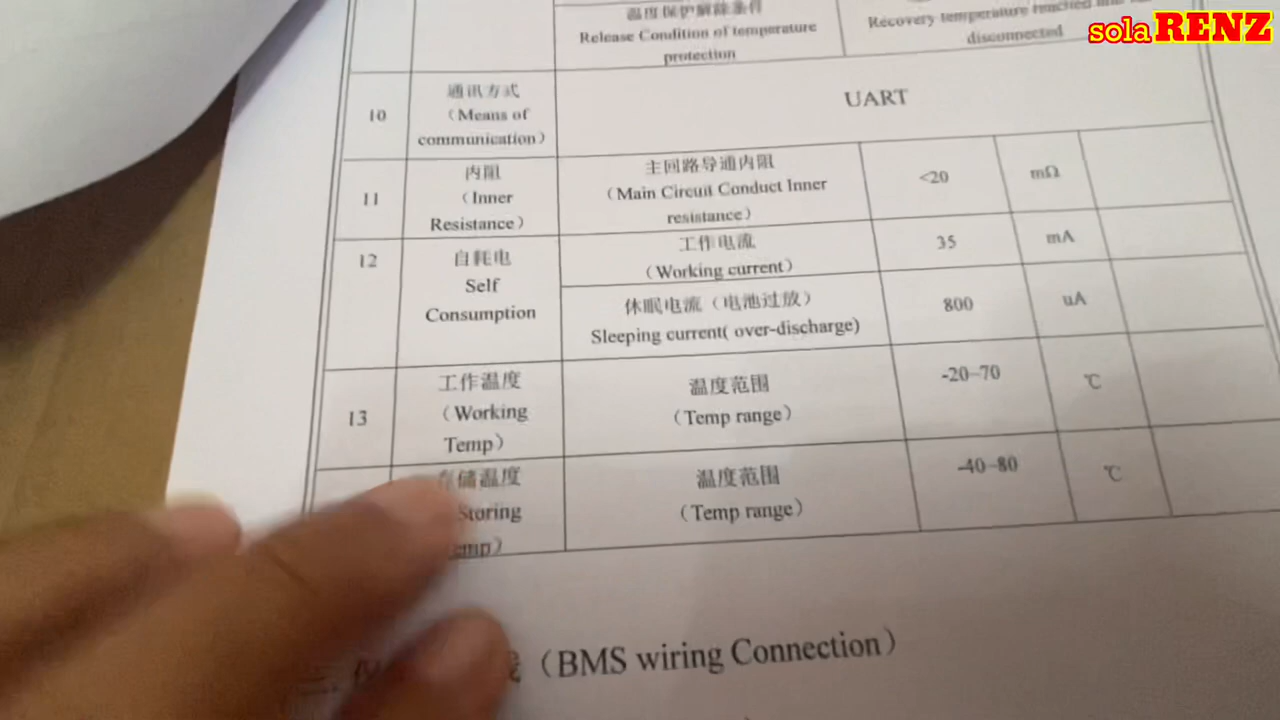 solaRENZ
温度保护解除条件
Release Condition of temperature
protection
Recovery temperature reached
disconnected
10
通讯方式
（Means of
communication）
UART
11
内阻
（Inner
Resistance）
主回路导通内阻
（Main Circuit Conduct Inner
resistance）
<20
mΩ
12
自耗电
Self
Consumption
工作电流
（Working current）
35
mA
休眠电流（电池过放）
Sleeping current( over-discharge)
800
uA
13
工作温度
（Working
Temp）
温度范围
（Temp range）
-20~70
℃
存储温度
Storing
emp）
温度范围
（Temp range）
-40~80
℃
（BMS wiring Connection）